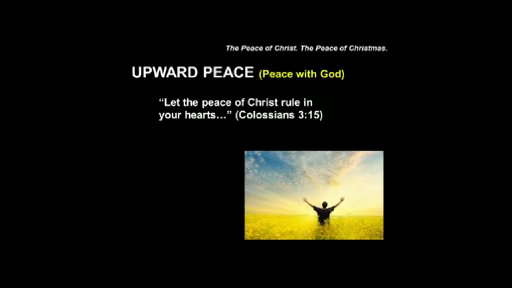 The Peace of Christ. The Peace of Christmas.
UPWARD PEACE (Peace with God)
“Let the peace of Christ rule in
your hearts…” (Colossians 3:15)